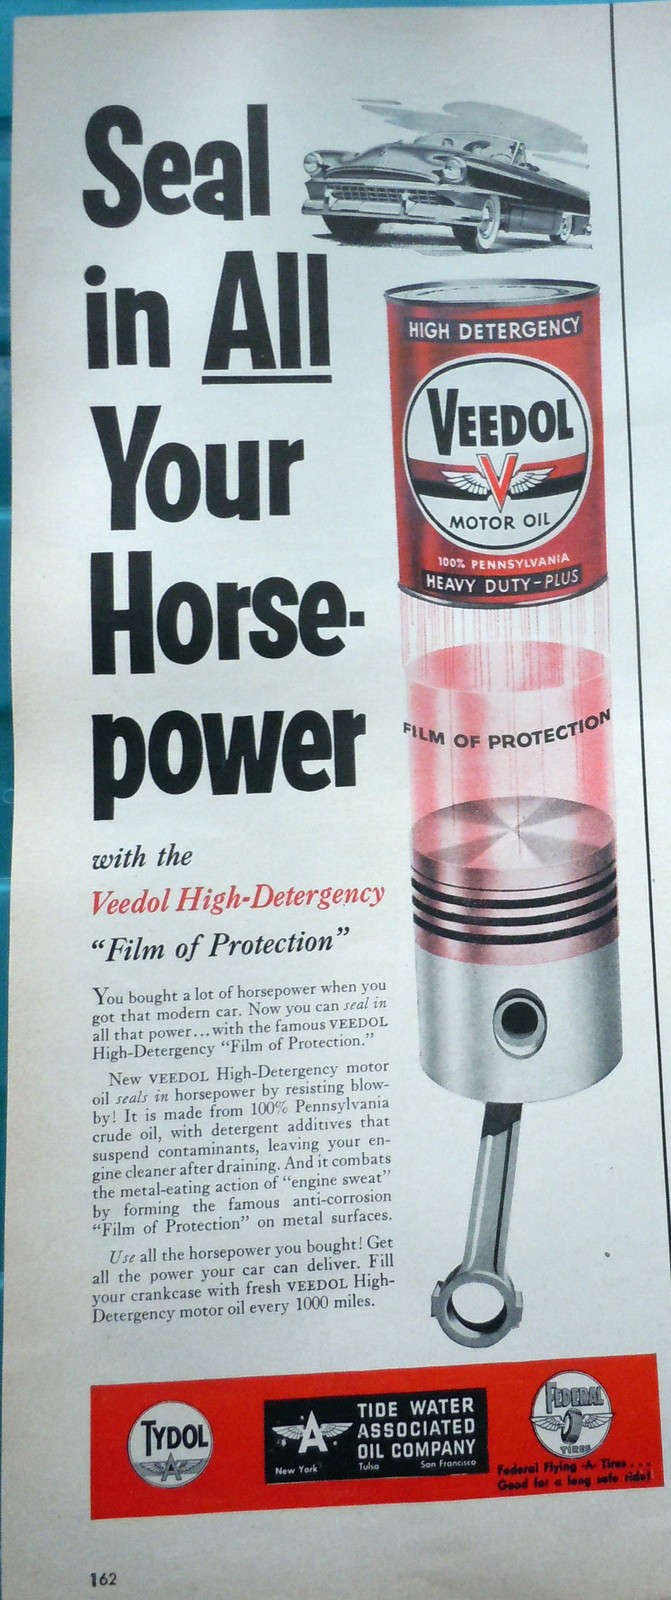 Seal
in All
Your
Horse-
power
with the
Veedol High-Detergency
"Film of Protection"
You bought a lot of horsepower when you
got that modern car. Now you can seal in
all that power...with the famous VEEDOL
High-Detergency "Film of Protection."
New VEEDOL High-Detergency motor
oil seals in horsepower by resisting blow-
by! It is made from 100% Pennsylvania
crude oil, with detergent additives that
suspend contaminants, leaving your en-
gine cleaner after draining. And it combats
the metal-eating action of "engine sweat"
by forming the famous anti-corrosion
"Film of Protection" on metal surfaces.
Use all the horsepower you bought! Get
all the power your car can deliver. Fill
your crankcase with fresh VEEDOL High-
Detergency motor oil every 1000 miles.
HIGH DETERGENCY
VEEDOL
V
MOTOR OIL
100% PENNSYLVANIA
HEAVY DUTY-PLUS
FILM OF PROTECTION
TYDOL
A
A
TIDE WATER
ASSOCIATED
OIL COMPANY
New York Tulsa San Francisco
FEDERAL
TIRES
Federal Flying -A- Tires...
Good for a long safe ride!
162